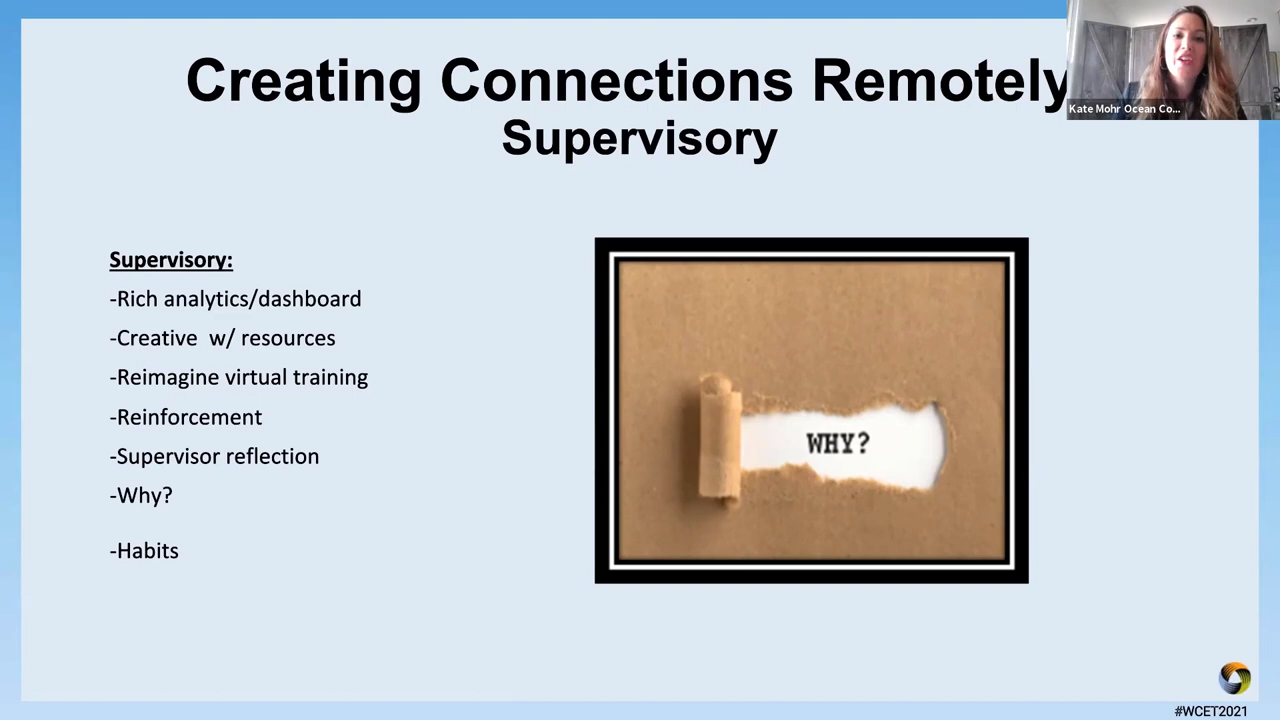 Creating Connections Remotely
Supervisory
Kate Mohr Ocean Co...
Supervisory:
-Rich analytics/dashboard
-Creative  w/ resources
-Reimagine virtual training
-Reinforcement
-Supervisor reflection
-Why?
-Habits
WHY?
#WCET2021